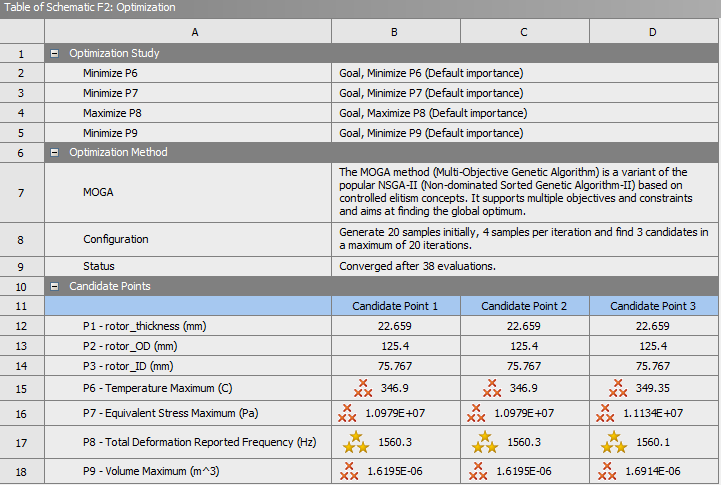 Table of Schematic F2: Optimization
A B C D
1 Optimization Study
2 Minimize P6 Goal, Minimize P6 (Default importance)
3 Minimize P7 Goal, Minimize P7 (Default importance)
4 Maximize P8 Goal, Maximize P8 (Default importance)
5 Minimize P9 Goal, Minimize P9 (Default importance)
6 Optimization Method
The MOGA method (Multi-Objective Genetic Algorithm) is a variant of the
popular NSGA-II (Non-dominated Sorted Genetic Algorithm-II) based on
7 MOGA controlled elitism concepts. It supports multiple objectives and constraints
and aims at finding the global optimum.
8 Configuration Generate 20 samples initially, 4 samples per iteration and find 3 candidates in
a maximum of 20 iterations.
9 Status Converged after 38 evaluations.
10 Candidate Points
11 Candidate Point 1 Candidate Point 2 Candidate Point 3
12 P1 - rotor_thickness (mm) 22.659 22.659 22.659
13 P2 - rotor_OD (mm) 125.4 125.4 125.4
14 P3 - rotor_ID (mm) 75.767 75.767 75.767
15 P6 - Temperature Maximum (C) 346.9 346.9 349.35
16 P7 - Equivalent Stress Maximum (Pa) 1.0979E+07 1.0979E+07 1.1134E+07
17 P8 - Total Deformation Reported Frequency (Hz) 1560.3 1560.3 1560.1
18 P9 - Volume Maximum (m^3) 1.6195E-06 1.6195E-06 1.6914E-06